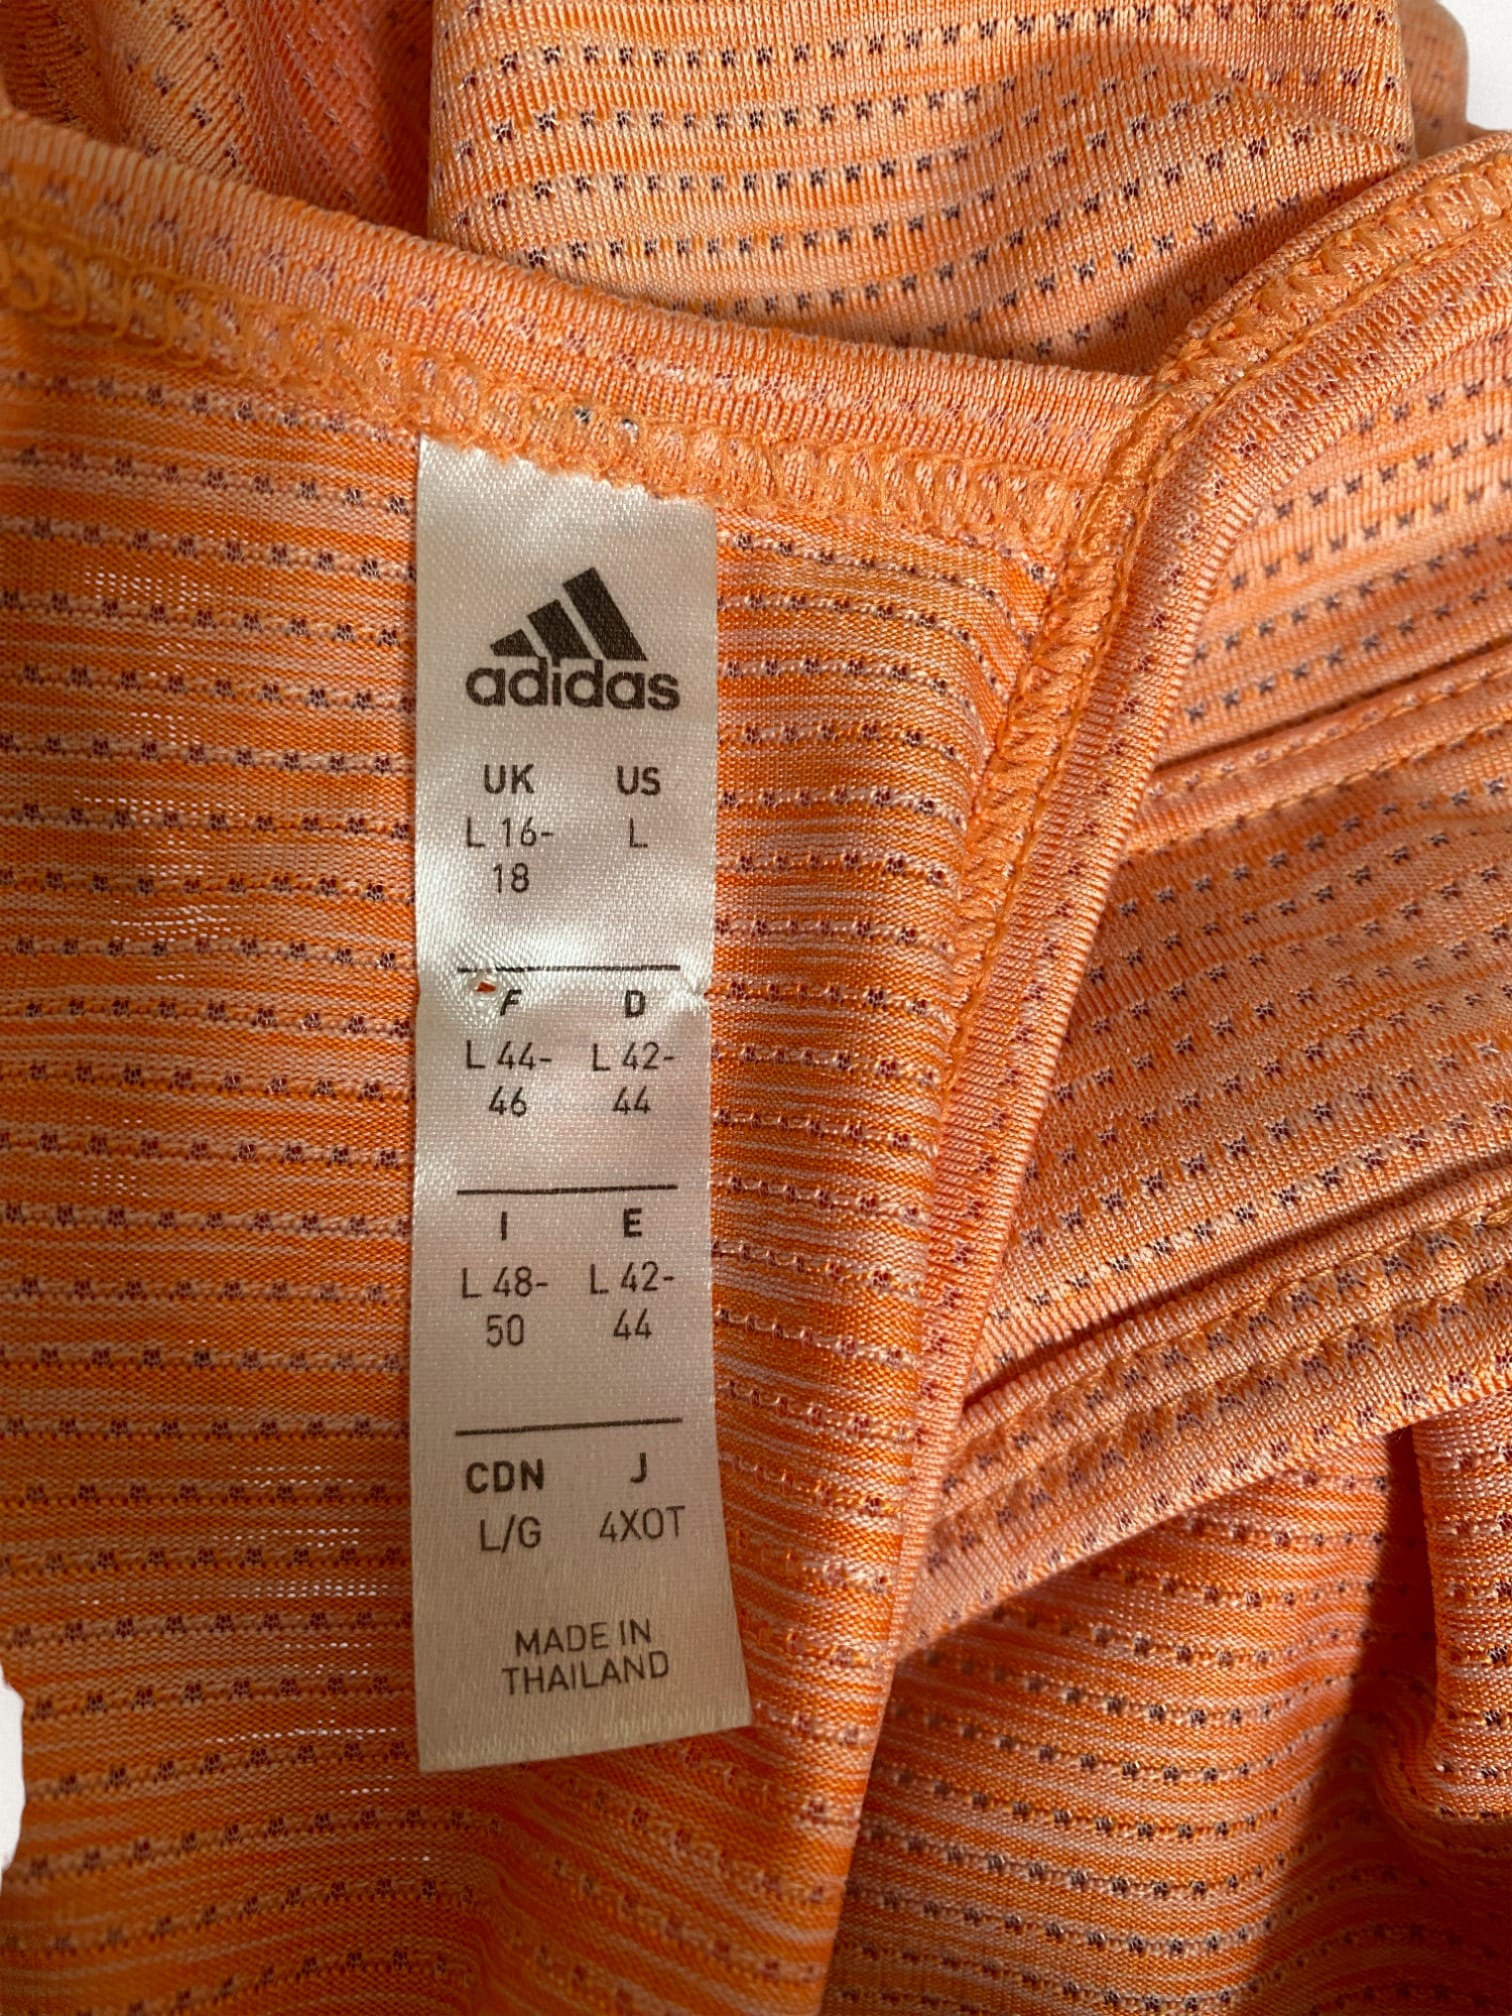 adidas
UK US
L 16- L
18
F D
L 44- L 42-
46 44
I E
L 48- L 42-
50 44
CDN J
L/G 4XOT
MADE IN
THAILAND